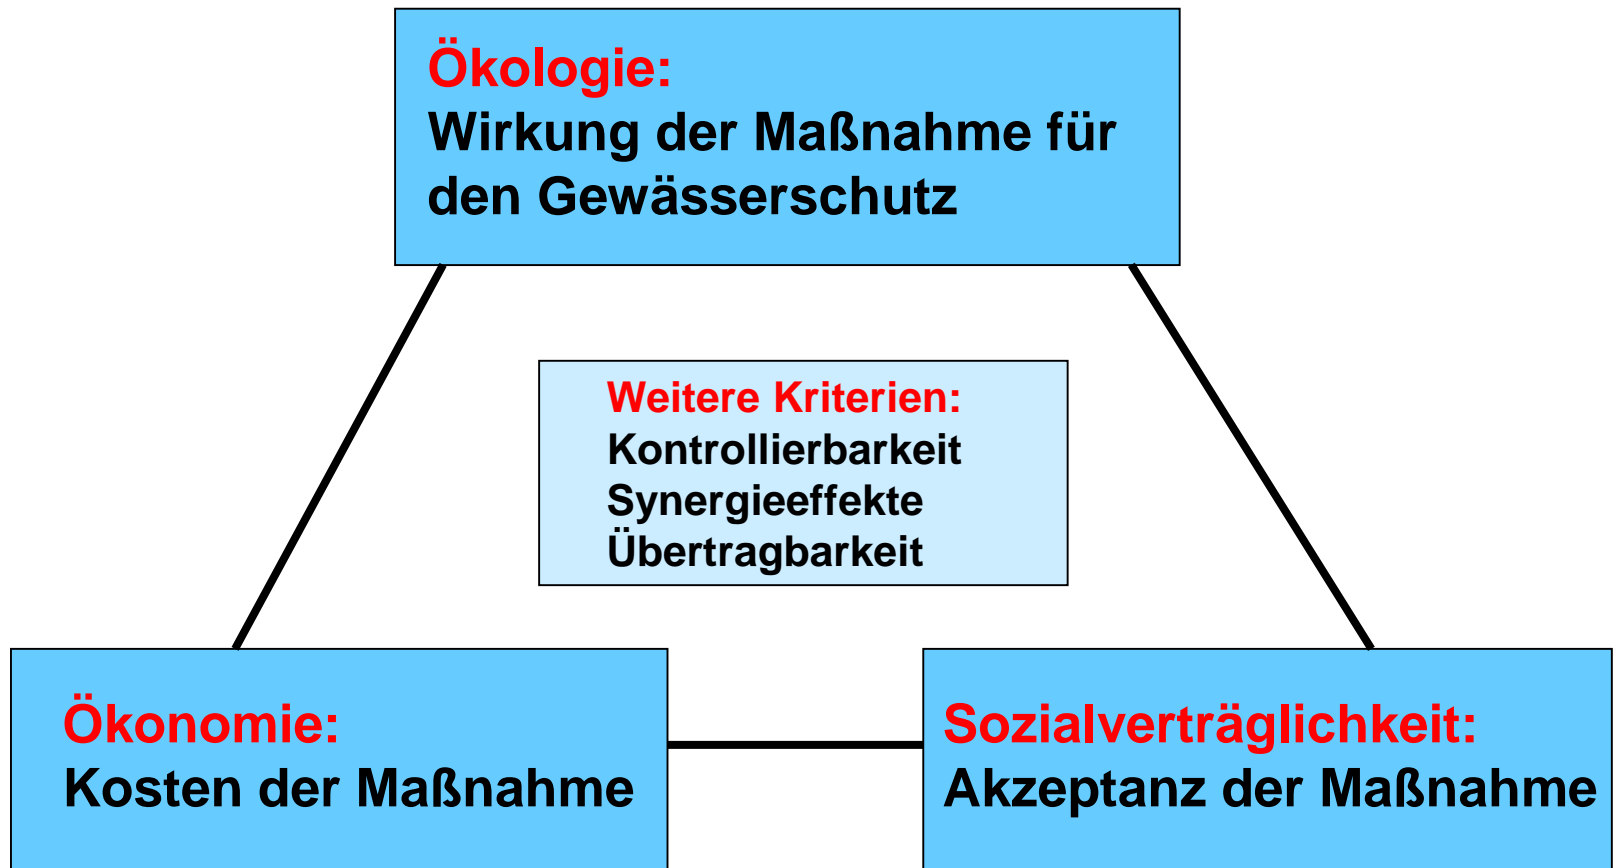 Ökologie:
Wirkung der Maßnahme für
den Gewässerschutz
Weitere Kriterien:
Kontrollierbarkeit
Synergieeffekte
Übertragbarkeit
Ökonomie:
Kosten der Maßnahme
Sozialverträglichkeit:
Akzeptanz der Maßnahme